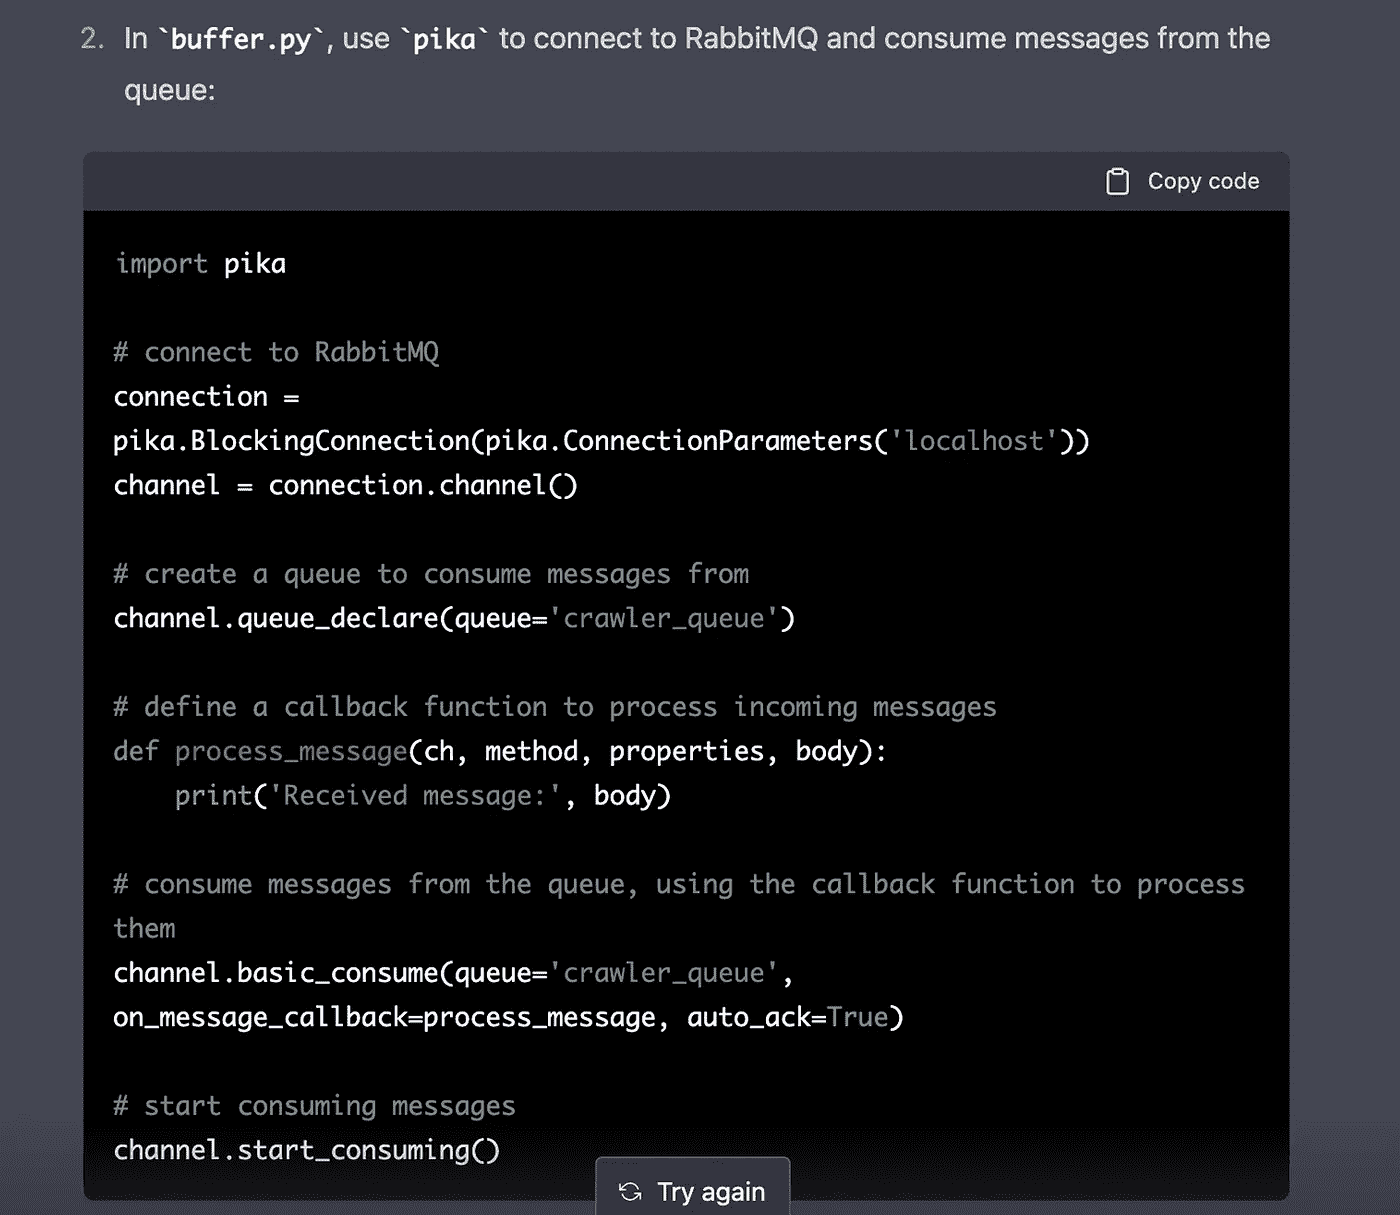 2. In `buffer.py`, use `pika` to connect to RabbitMQ and consume messages from the
queue:
Copy code
import pika
# connect to RabbitMQ
connection =
pika.BlockingConnection(pika.ConnectionParameters('localhost'))
channel = connection.channel()
# create a queue to consume messages from
channel.queue_declare(queue='crawler_queue')
# define a callback function to process incoming messages
def process_message(ch, method, properties, body):
    print('Received message:', body)
# consume messages from the queue, using the callback function to process
them
channel.basic_consume(queue='crawler_queue',
on_message_callback=process_message, auto_ack=True)
# start consuming messages
channel.start_consuming()
Try again